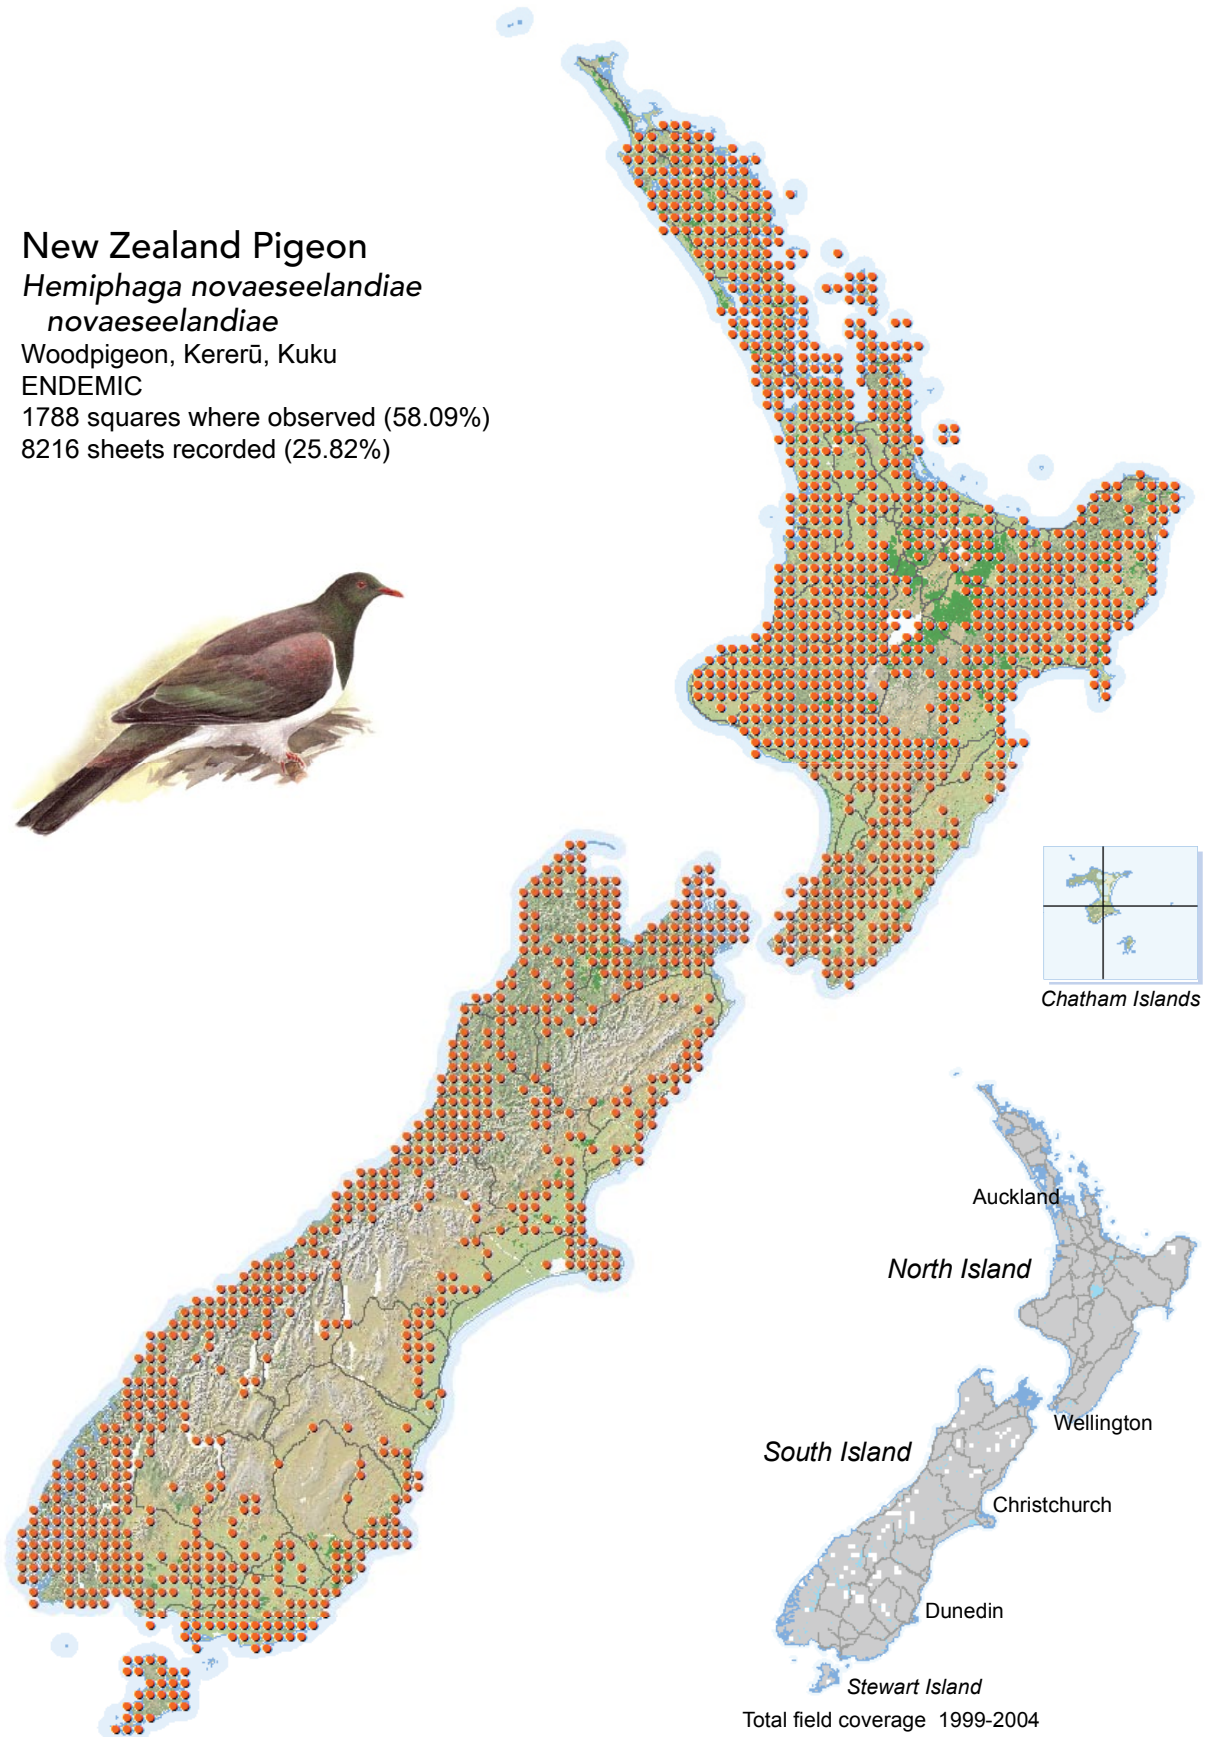 New Zealand Pigeon
Hemiphaga novaeseelandiae
novaeseelandiae
Woodpigeon, Kererū, Kuku
ENDEMIC
1788 squares where observed (58.09%)
8216 sheets recorded (25.82%)
Chatham Islands
Auckland
North Island
Wellington
South Island
Christchurch
Dunedin
Stewart Island
Total field coverage 1999-2004